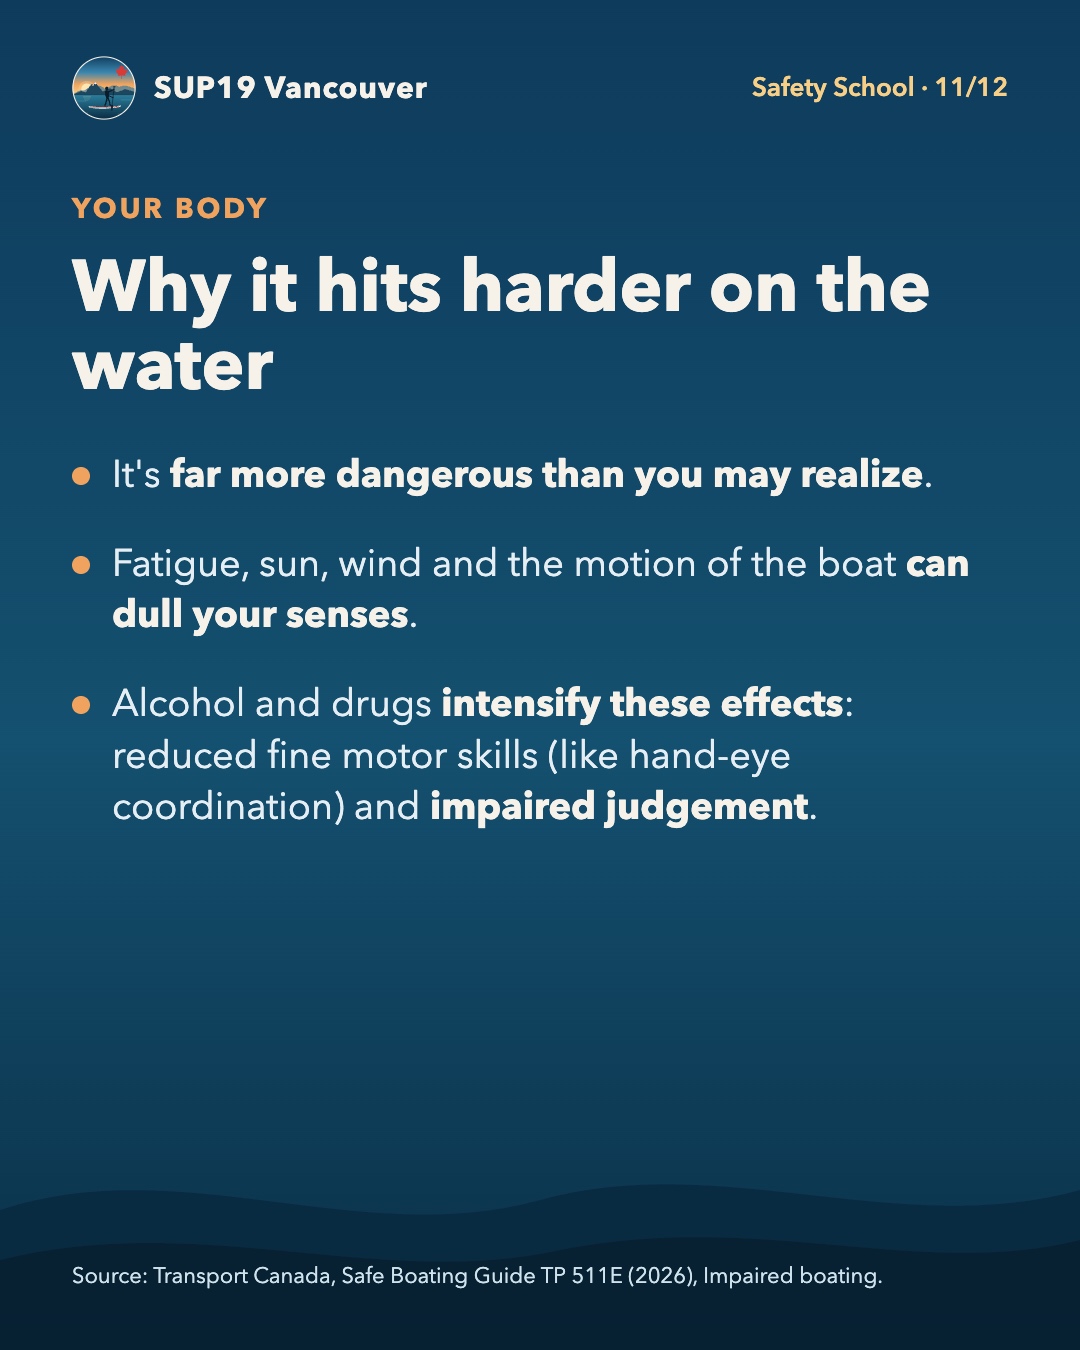 SUP19 Vancouver
Safety School · 11/12
YOUR BODY
Why it hits harder on the
water
It's far more dangerous than you may realize.
Fatigue, sun, wind and the motion of the boat can
dull your senses.
Alcohol and drugs intensify these effects:
reduced fine motor skills (like hand-eye
coordination) and impaired judgement.
Source: Transport Canada, Safe Boating Guide TP 511E (2026), Impaired boating.